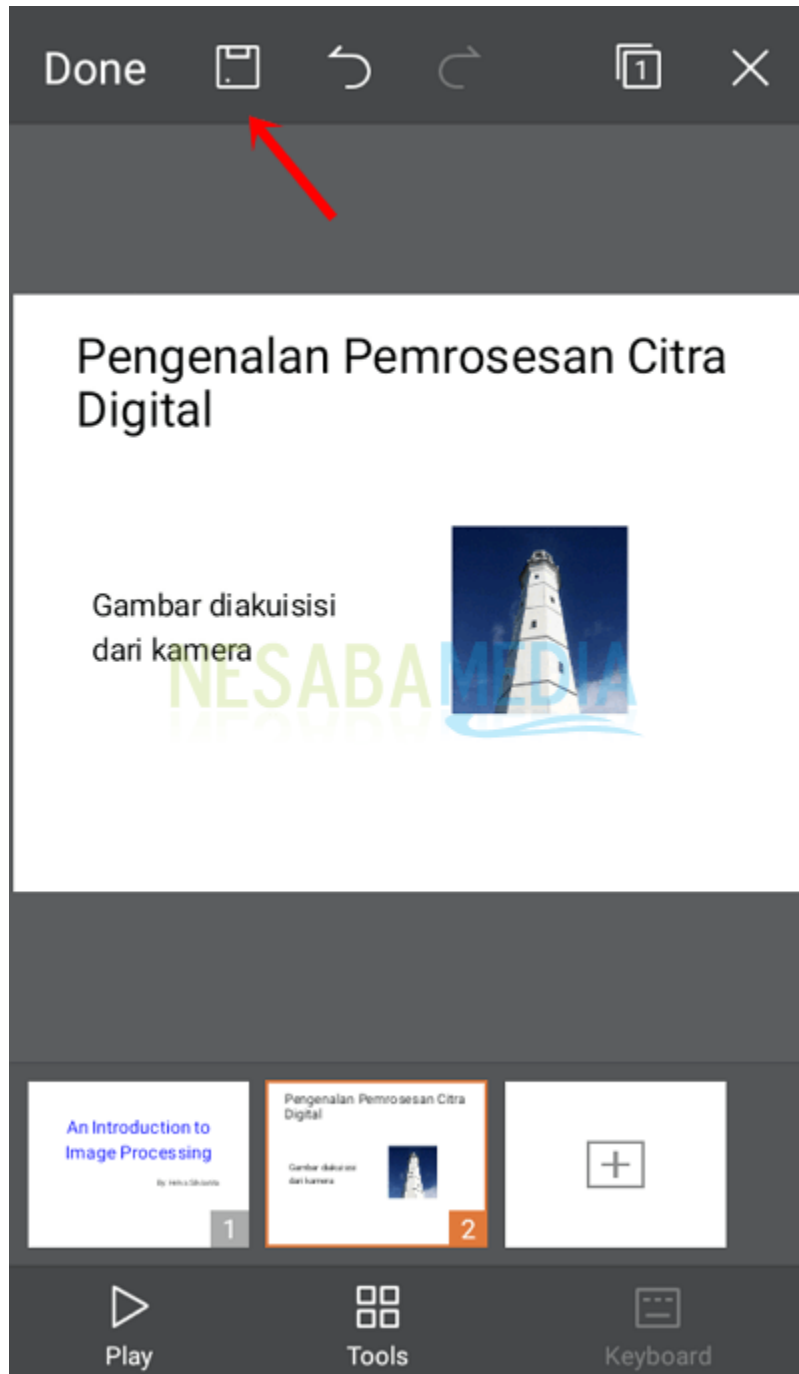 Done
1
Pengenalan Pemrosesan Citra
Digital
Gambar diakuisisi
dari kamera
NESABAMEDIA
An Introduction to
Image Processing
1
Pengenalan Pemrosesan Citra
Digital
Gambar diakuisisi
dari kamera
2
Play
Tools
Keyboard